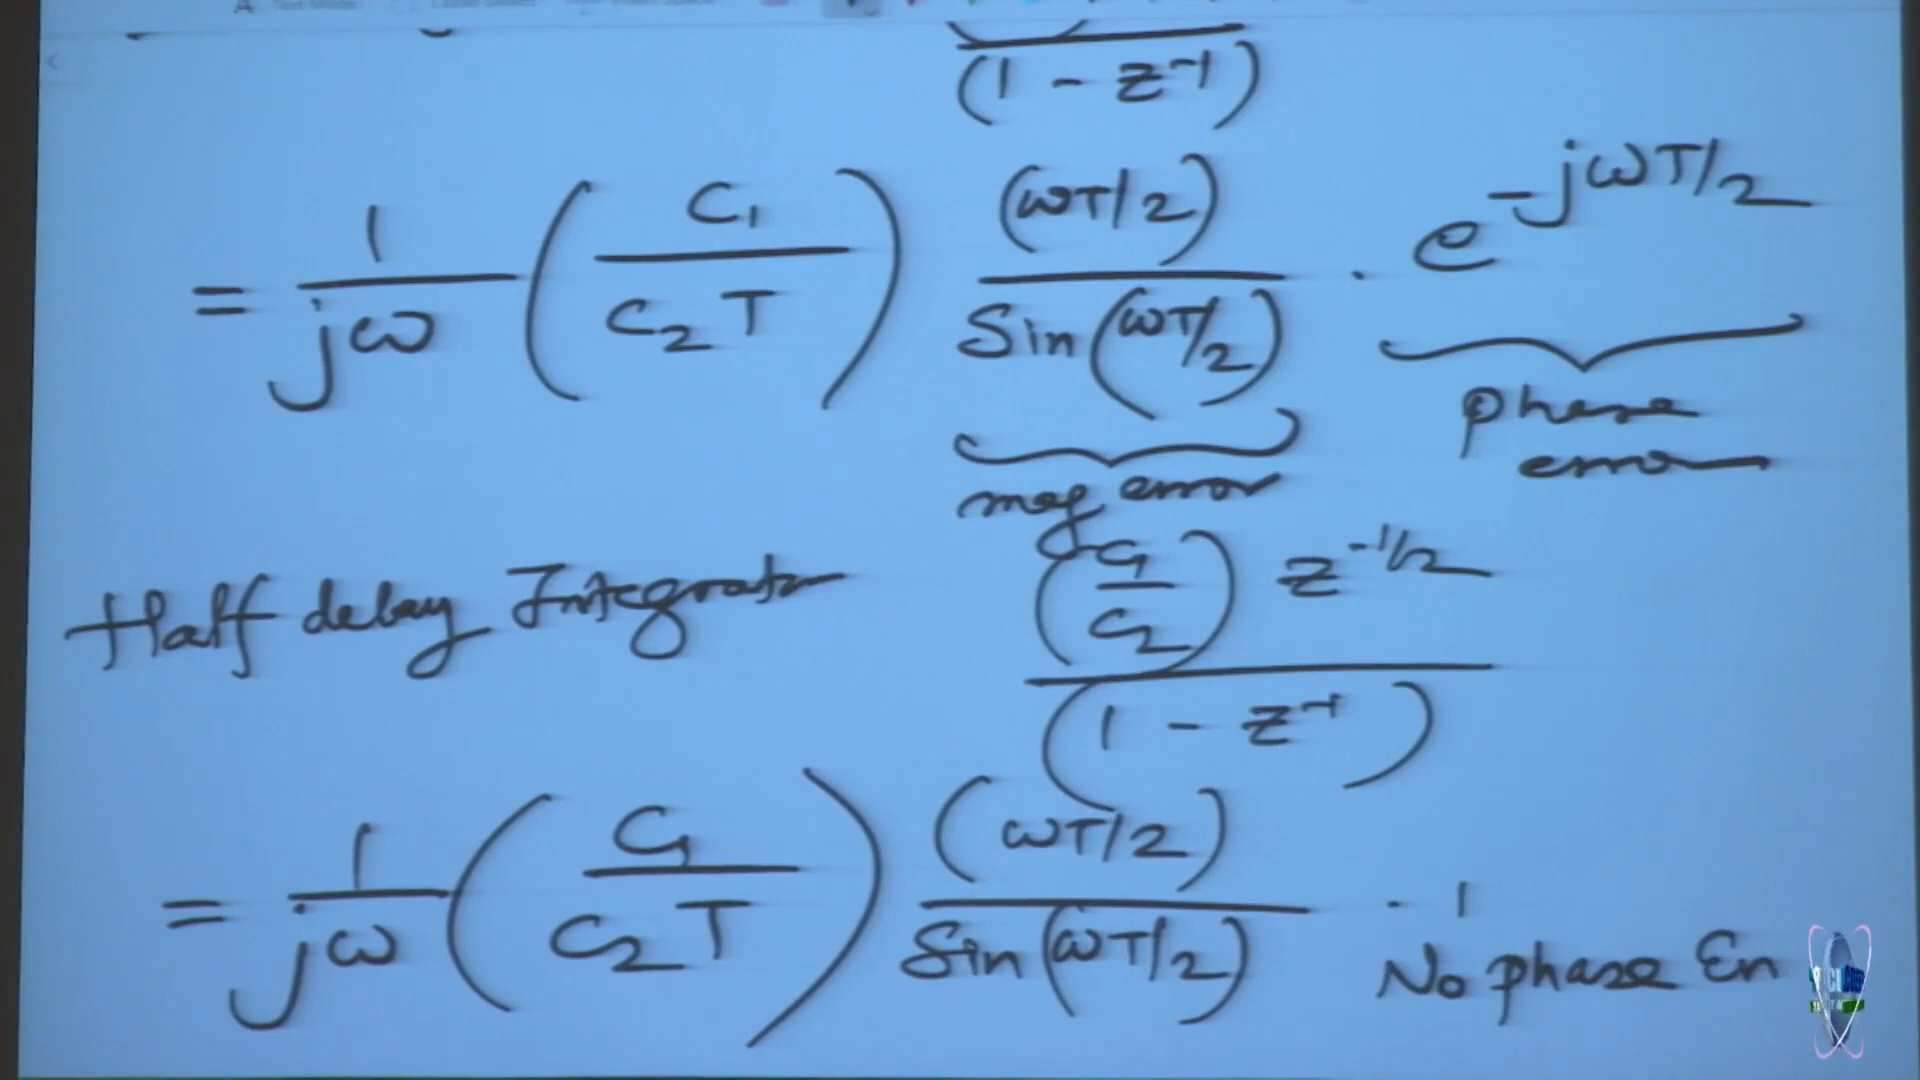 (1 - z⁻¹)
= 1/jω (C₁/C₂T) (ωT/2)/Sin(ωT/2) . e^(-jωT/2)
mag error
phase error
Half delay Integrator (C₁/C₂) z^(-1/2)/(1 - z⁻¹)
= 1/jω (C₁/C₂T) (ωT/2)/Sin(ωT/2) . 1
No phase Err